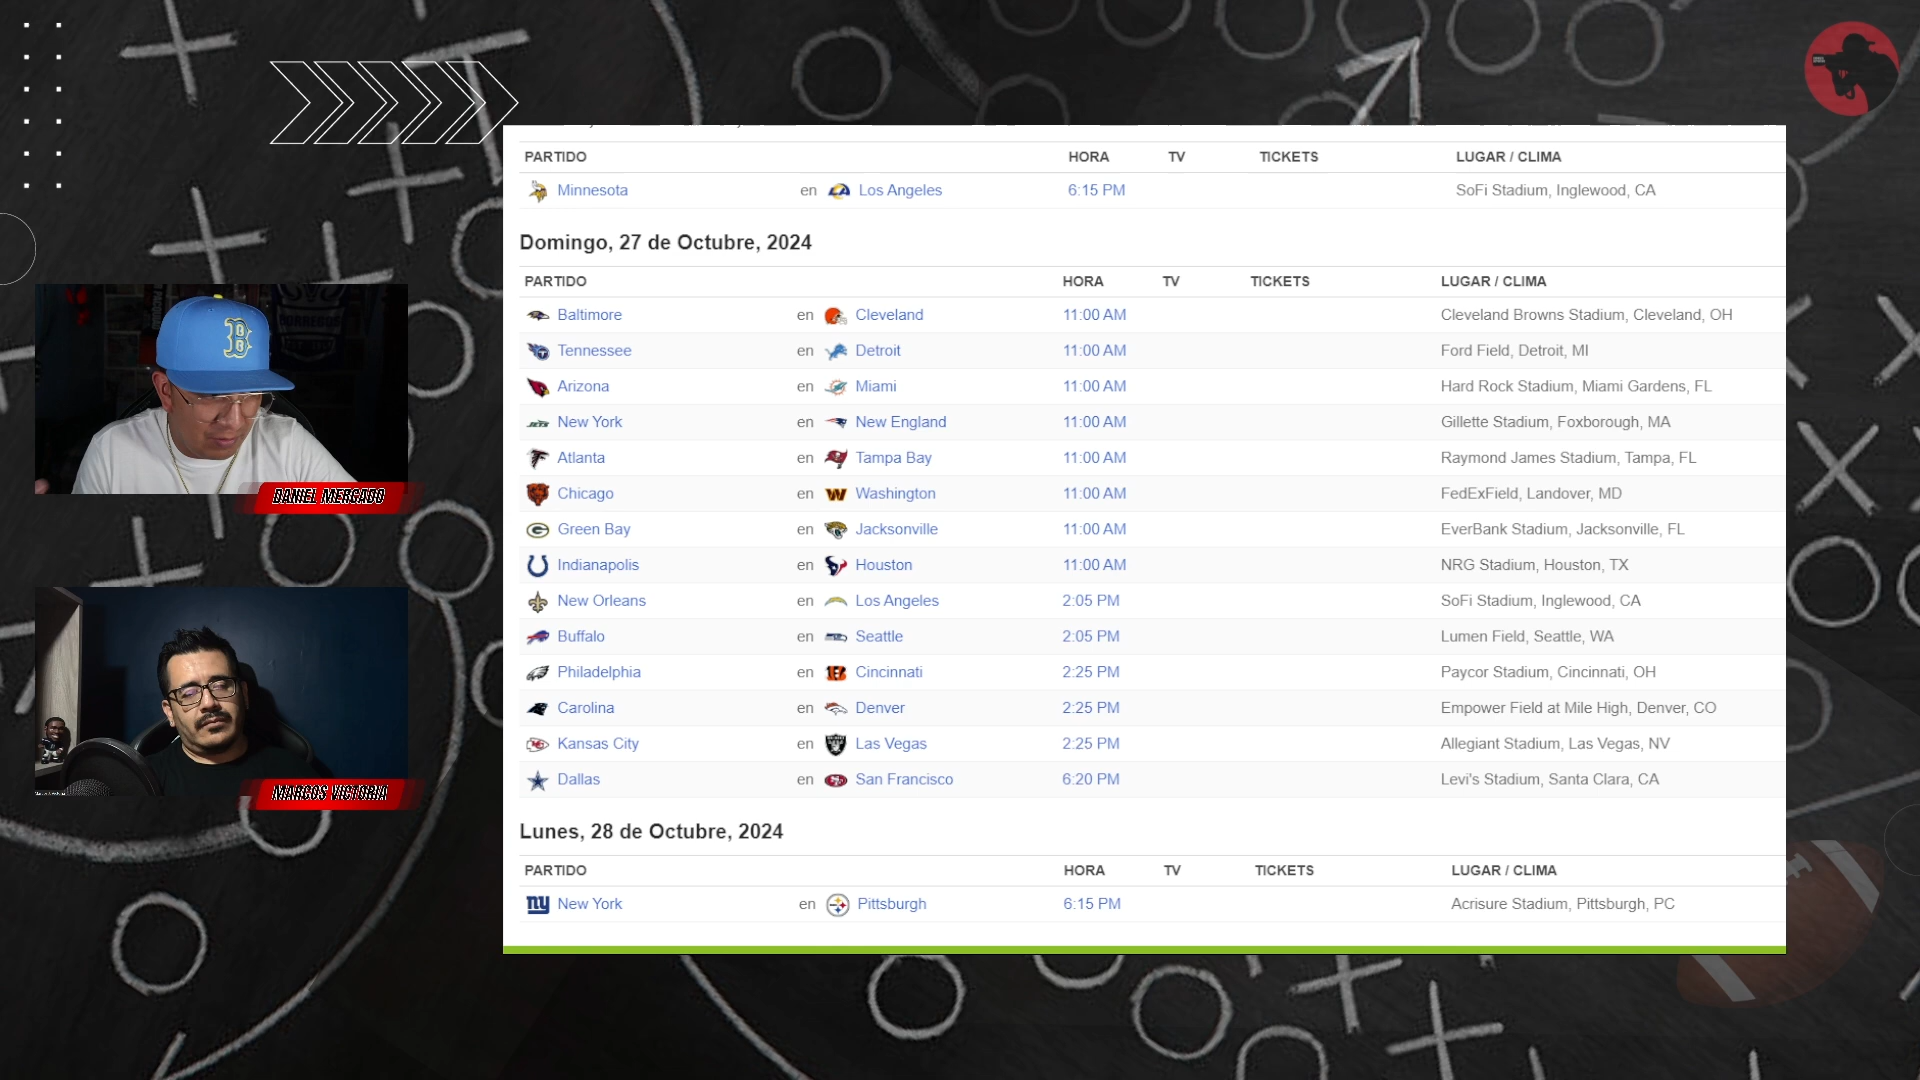 PARTIDO HORA TV TICKETS LUGAR / CLIMA
Minnesota en Los Angeles 6:15 PM SoFi Stadium, Inglewood, CA
Domingo, 27 de Octubre, 2024
PARTIDO HORA TV TICKETS LUGAR / CLIMA
Baltimore en Cleveland 11:00 AM Cleveland Browns Stadium, Cleveland, OH
Tennessee en Detroit 11:00 AM Ford Field, Detroit, MI
Arizona en Miami 11:00 AM Hard Rock Stadium, Miami Gardens, FL
New York en New England 11:00 AM Gillette Stadium, Foxborough, MA
Atlanta en Tampa Bay 11:00 AM Raymond James Stadium, Tampa, FL
Chicago en Washington 11:00 AM FedExField, Landover, MD
Green Bay en Jacksonville 11:00 AM EverBank Stadium, Jacksonville, FL
Indianapolis en Houston 11:00 AM NRG Stadium, Houston, TX
New Orleans en Los Angeles 2:05 PM SoFi Stadium, Inglewood, CA
Buffalo en Seattle 2:05 PM Lumen Field, Seattle, WA
Philadelphia en Cincinnati 2:25 PM Paycor Stadium, Cincinnati, OH
Carolina en Denver 2:25 PM Empower Field at Mile High, Denver, CO
Kansas City en Las Vegas 2:25 PM Allegiant Stadium, Las Vegas, NV
Dallas en San Francisco 6:20 PM Levi's Stadium, Santa Clara, CA
Lunes, 28 de Octubre, 2024
PARTIDO HORA TV TICKETS LUGAR / CLIMA
New York en Pittsburgh 6:15 PM Acrisure Stadium, Pittsburgh, PC
B
DANIEL MERCADO
MARCOS VICTORIA